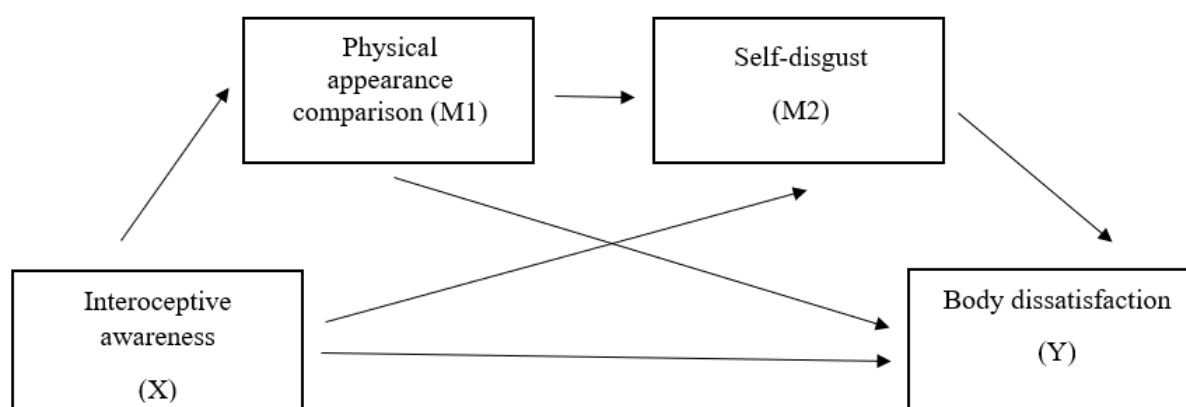 Physical
appearance
comparison (M1)
Self-disgust
(M2)
Interoceptive
awareness
(X)
Body dissatisfaction
(Y)